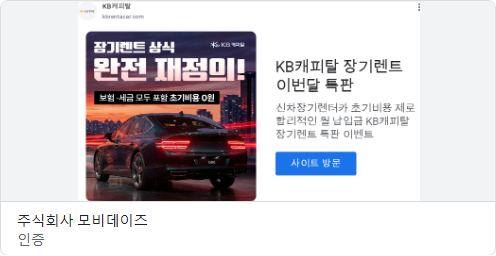 KB캐피탈
kbrentacar.com
장기렌트 상식
KB 캐피탈
완전 재정의!
보험·세금 모두 포함 초기비용 0원
KB캐피탈 장기렌트
이번달 특판
신차장기렌터카 초기비용 제로
합리적인 월 납입금 KB캐피탈
장기렌트 특판 이벤트
사이트 방문
주식회사 모비데이즈
인증